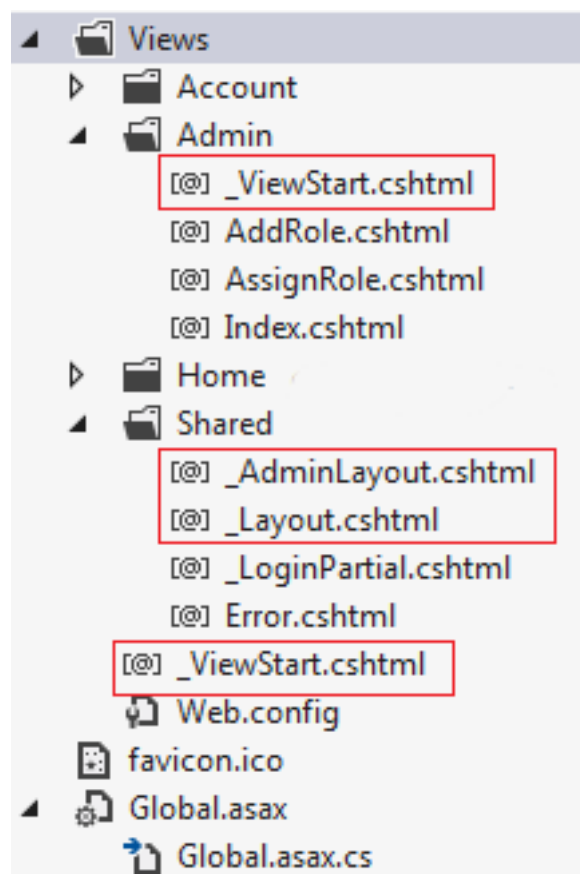 Views
Account
Admin
[@] _ViewStart.cshtml
[@] AddRole.cshtml
[@] AssignRole.cshtml
[@] Index.cshtml
Home
Shared
[@] _AdminLayout.cshtml
[@] _Layout.cshtml
[@] _LoginPartial.cshtml
[@] Error.cshtml
[@] _ViewStart.cshtml
Web.config
favicon.ico
Global.asax
Global.asax.cs